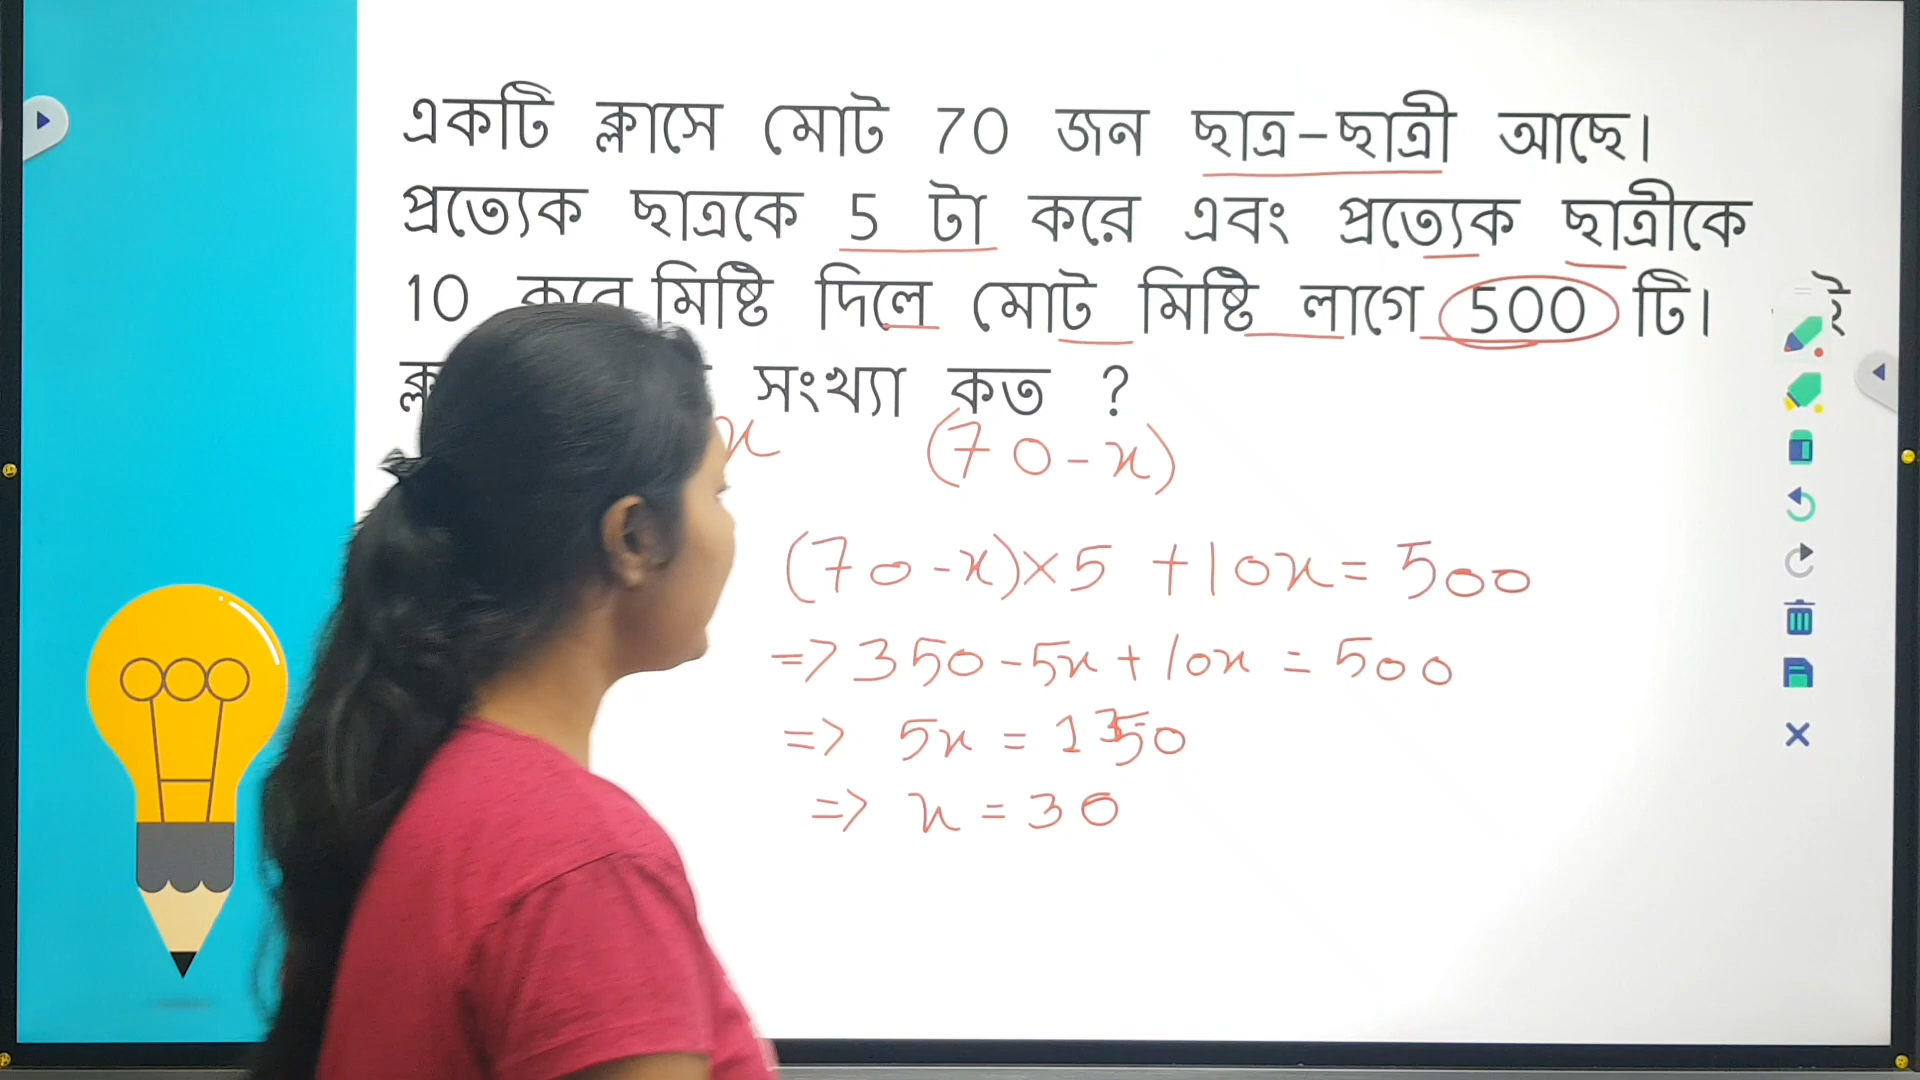 একটি ক্লাসে মোট 70 জন ছাত্র-ছাত্রী আছে।
প্রত্যেক ছাত্রকে 5 টা করে এবং প্রত্যেক ছাত্রীকে
10 করে মিষ্টি দিলে মোট মিষ্টি লাগে 500 টি।
সংখ্যা কত ?
x (70-x)
(70-x)×5 +10x=500
=>350-5x+10x=500
=> 5x=150
=> x=30